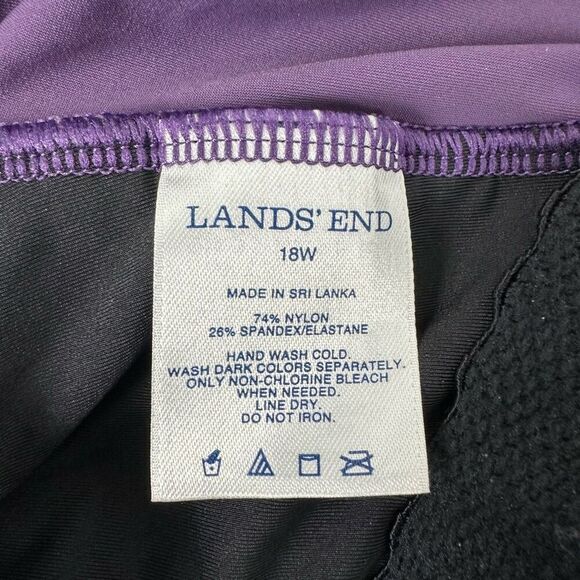 LANDS' END
18W
MADE IN SRI LANKA
74% NYLON
26% SPANDEX/ELASTANE
HAND WASH COLD.
WASH DARK COLORS SEPARATELY.
ONLY NON-CHLORINE BLEACH
WHEN NEEDED.
LINE DRY.
DO NOT IRON.